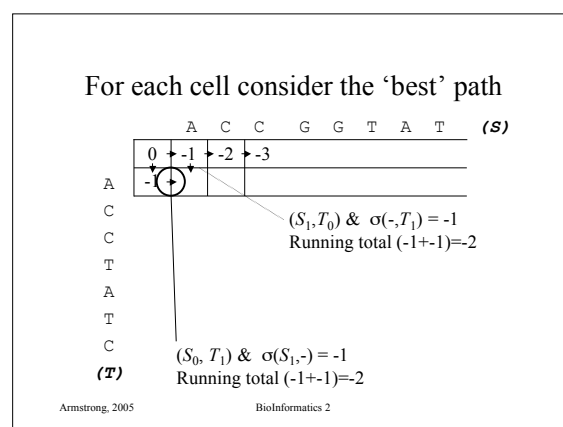 For each cell consider the ‘best’ path
A C C G G T A T (S)
0 -1 -2 -3
A -1
C
C
(S₁,T₀) & σ(-,T₁) = -1
Running total (-1+-1)=-2
T
A
T
C
(S₀, T₁) & σ(S₁,-) = -1
(T)
Running total (-1+-1)=-2
Armstrong, 2005 BioInformatics 2